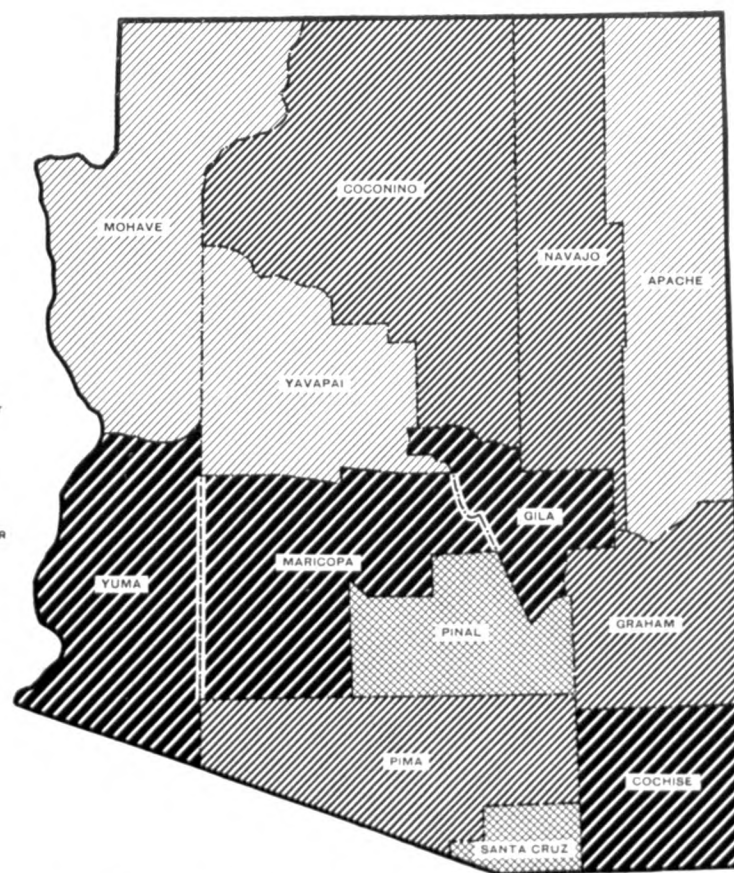 COCONINO
MOHAVE
NAVAJO
APACHE
YAVAPAI
GILA
MARICOPA
YUMA
PINAL
GRAHAM
PIMA
COCHISE
SANTA CRUZ